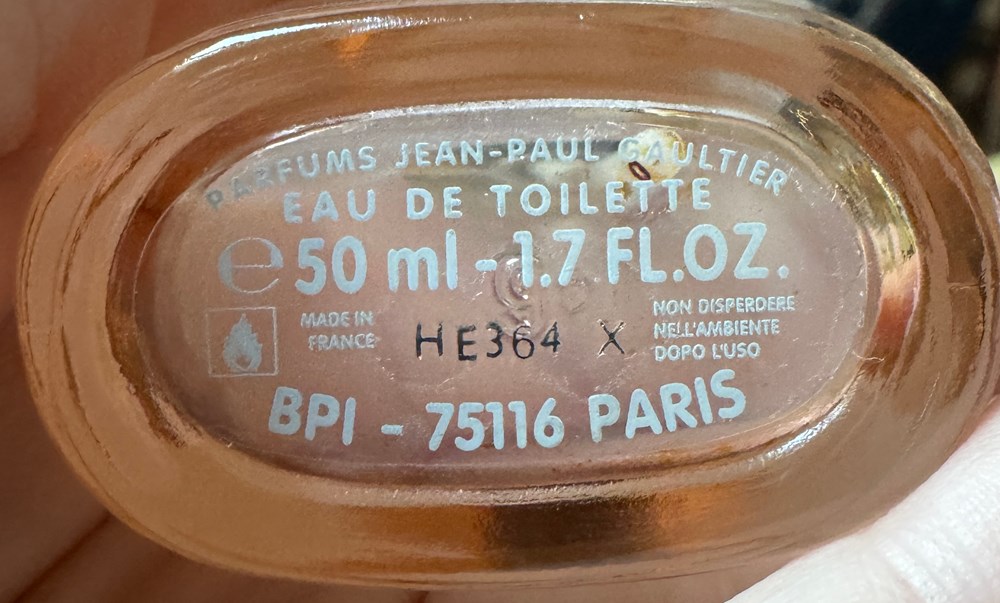 PARFUMS JEAN-PAUL GAULTIER
EAU DE TOILETTE
℮ 50 ml - 1.7 FL.OZ.
MADE IN
FRANCE
HE364 X
NON DISPERDERE
NELL'AMBIENTE
DOPO L'USO
BPI - 75116 PARIS